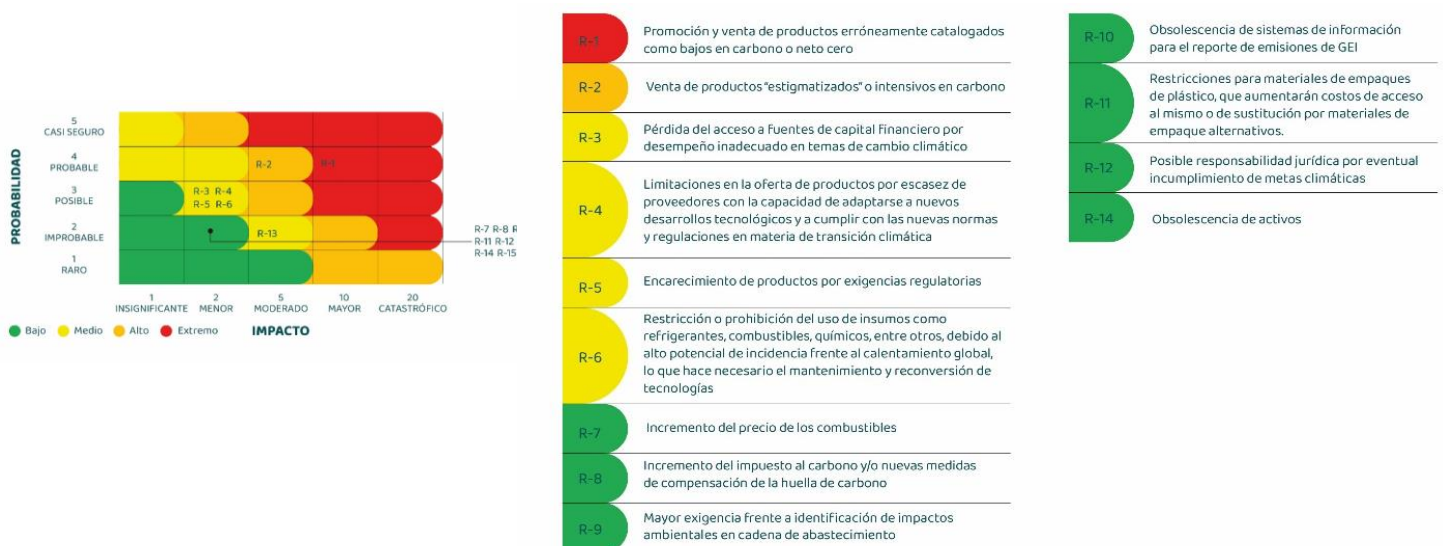 PROBABILIDAD
5
CASI SEGURO
4
PROBABLE
3
POSIBLE
2
IMPROBABLE
1
RARO
R-2
R-1
R-3 R-4
R-5 R-6
R-13
R-7 R-8 R
R-11 R-12
R-14 R-15
1
INSIGNIFICANTE
2
MENOR
5
MODERADO
10
MAYOR
20
CATASTRÓFICO
Bajo
Medio
Alto
Extremo
IMPACTO
R-1
Promoción y venta de productos erróneamente catalogados
como bajos en carbono o neto cero
R-2
Venta de productos "estigmatizados" o intensivos en carbono
R-3
Pérdida del acceso a fuentes de capital financiero por
desempeño inadecuado en temas de cambio climático
R-4
Limitaciones en la oferta de productos por escasez de
proveedores con la capacidad de adaptarse a nuevos
desarrollos tecnológicos y a cumplir con las nuevas normas
y regulaciones en materia de transición climática
R-5
Encarecimiento de productos por exigencias regulatorias
R-6
Restricción o prohibición del uso de insumos como
refrigerantes, combustibles, químicos, entre otros, debido al
alto potencial de incidencia frente al calentamiento global,
lo que hace necesario el mantenimiento y reconversión de
tecnologías
R-7
Incremento del precio de los combustibles
R-8
Incremento del impuesto al carbono y/o nuevas medidas
de compensación de la huella de carbono
R-9
Mayor exigencia frente a identificación de impactos
ambientales en cadena de abastecimiento
R-10
Obsolescencia de sistemas de información
para el reporte de emisiones de GEI
R-11
Restricciones para materiales de empaques
de plástico, que aumentarán costos de acceso
al mismo o de sustitución por materiales de
empaque alternativos.
R-12
Posible responsabilidad jurídica por eventual
incumplimiento de metas climáticas
R-14
Obsolescencia de activos